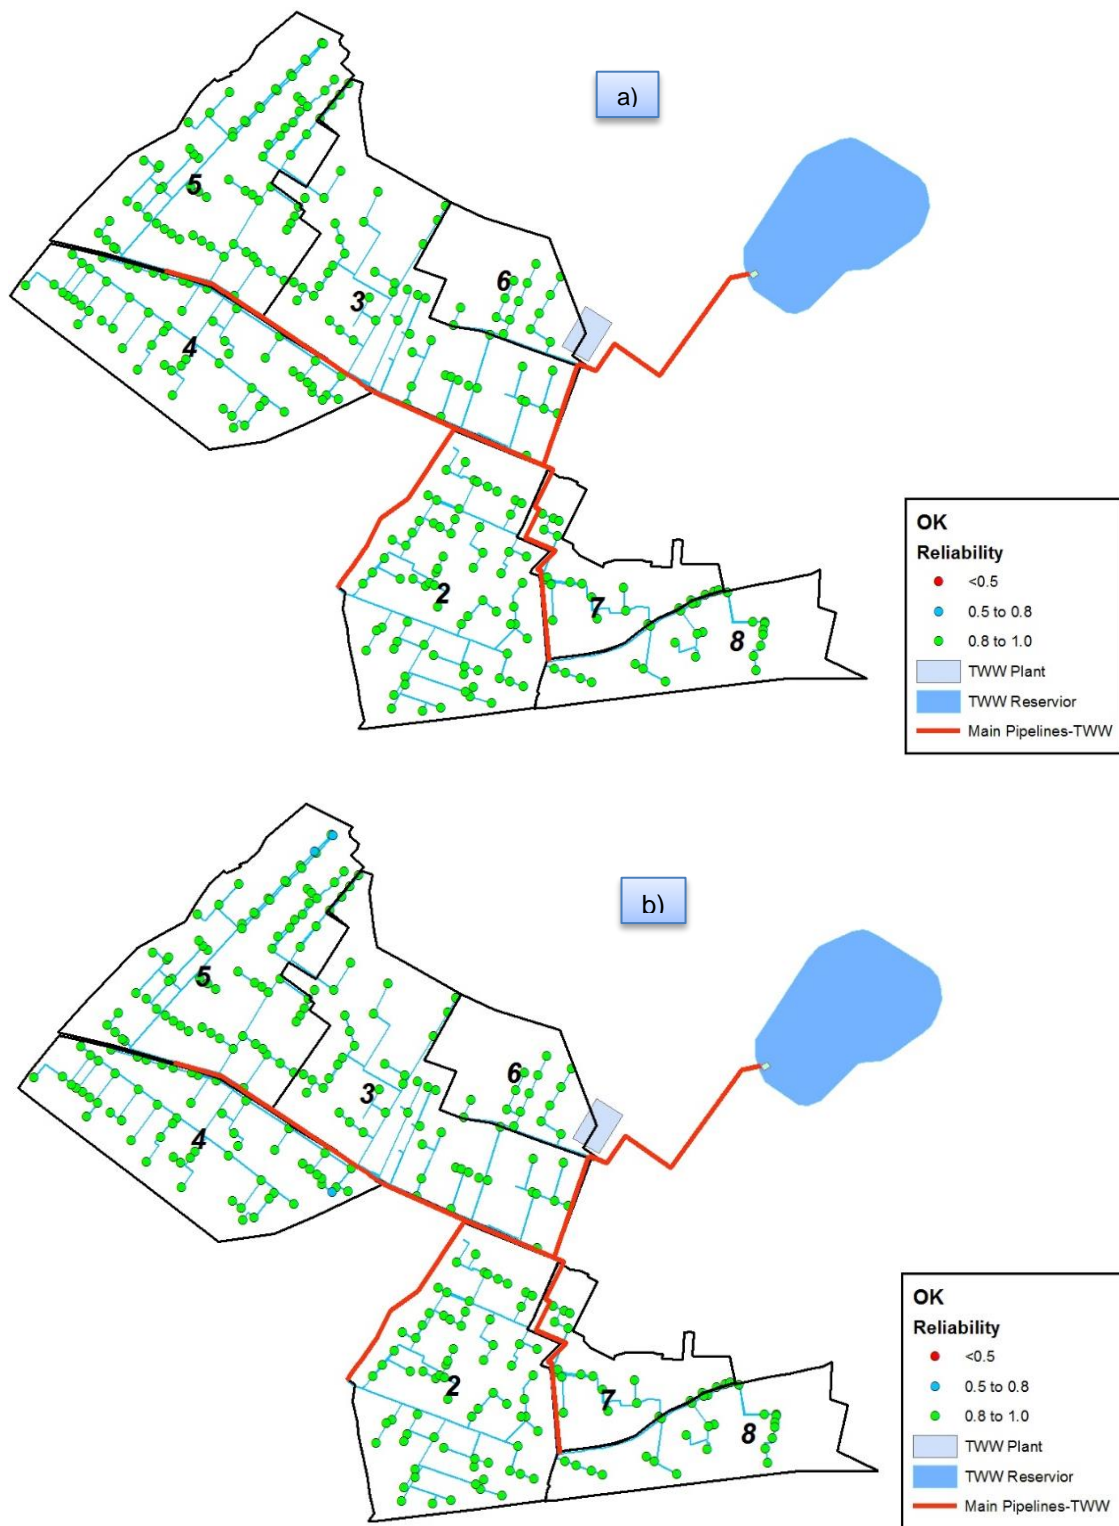 a)
5
6
3
4
2
7
8
OK
Reliability
<0.5
0.5 to 0.8
0.8 to 1.0
TWW Plant
TWW Reservior
Main Pipelines-TWW
b)
5
6
3
4
2
7
8
OK
Reliability
<0.5
0.5 to 0.8
0.8 to 1.0
TWW Plant
TWW Reservior
Main Pipelines-TWW